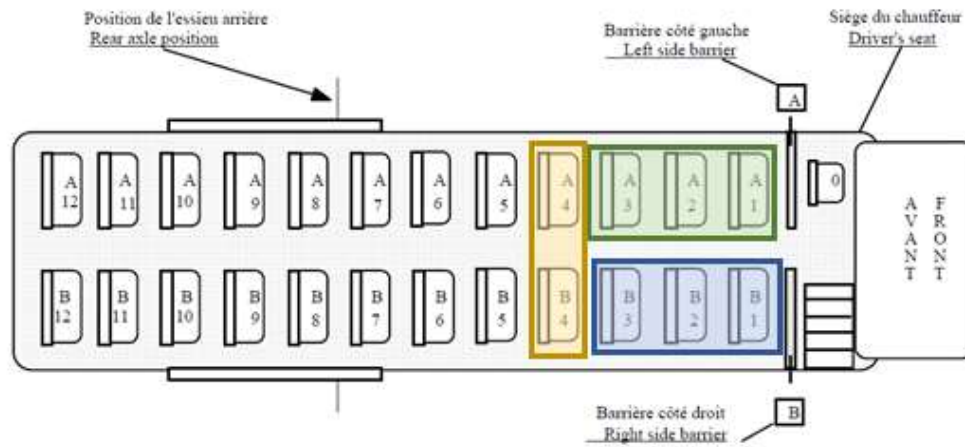 Position de l'essieu arrière
Rear axle position
Barrière côté gauche
Left side barrier
Siège du chauffeur
Driver's seat
A
A 12
A 11
A 10
A 9
A 8
A 7
A 6
A 5
A 4
A 3
A 2
A 1
0
AVANT
FRONT
B 12
B 11
B 10
B 9
B 8
B 7
B 6
B 5
B 4
B 3
B 2
B 1
Barrière côté droit
Right side barrier
B